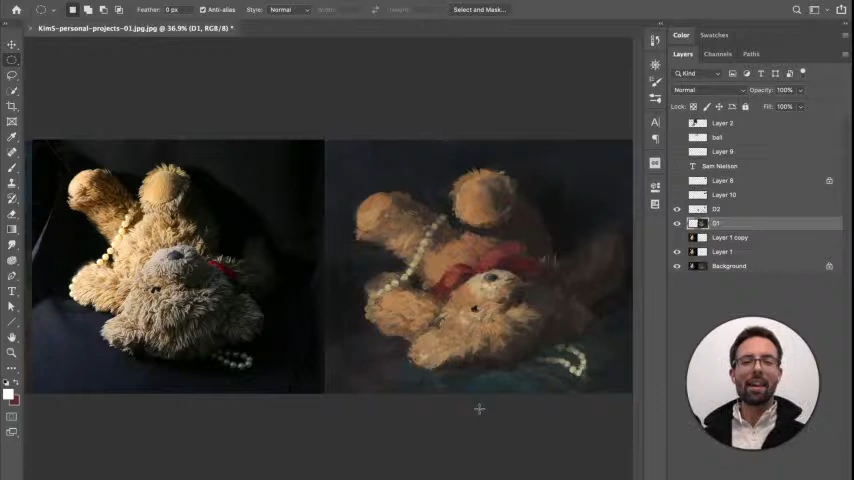 Feather: 0 px
Anti-alias
Style: Normal
Select and Mask...
KimS-personal-projects-01.jpg.jpg @ 36.9% (D1, RGB/8) *
Color Swatches
Layers Channels Paths
Kind
Normal Opacity: 100%
Lock: Fill: 100%
Layer 2
ball
Layer 9
Sam Nielson
Layer 8
Layer 10
D2
D1
Layer 1 copy
Layer 1
Background